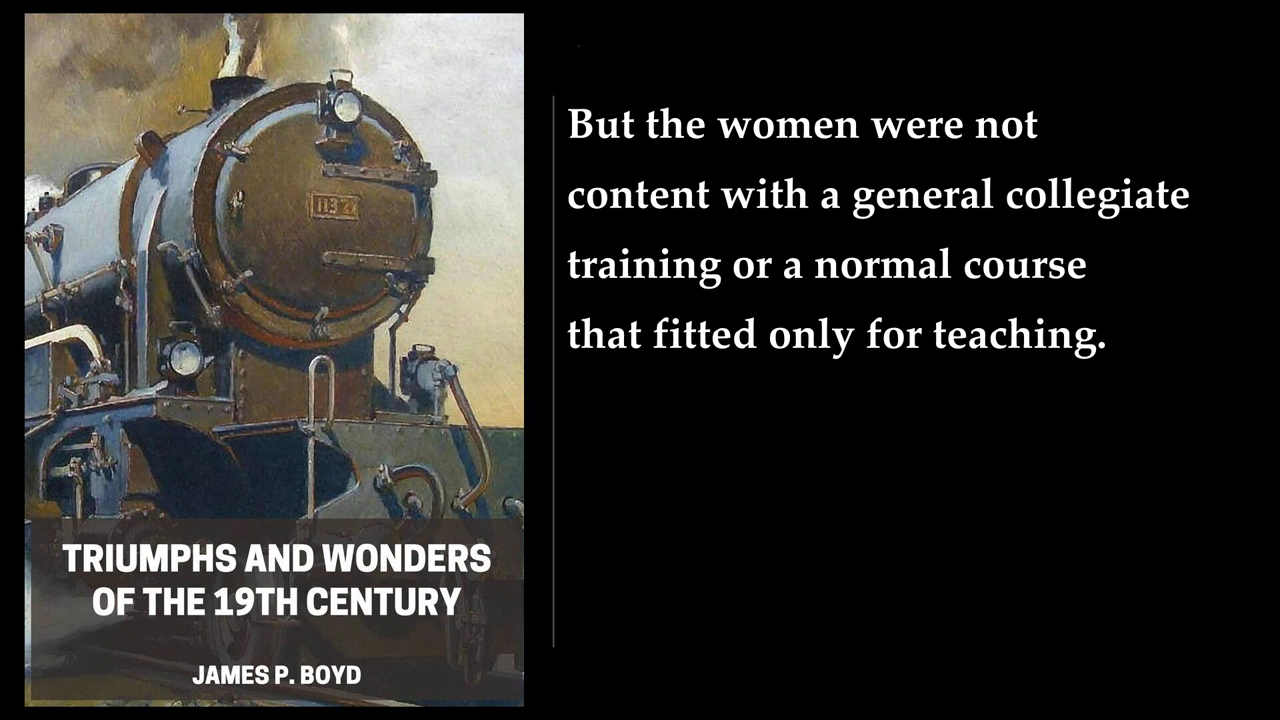 But the women were not
content with a general collegiate
training or a normal course
that fitted only for teaching.
TRIUMPHS AND WONDERS
OF THE 19TH CENTURY
JAMES P. BOYD